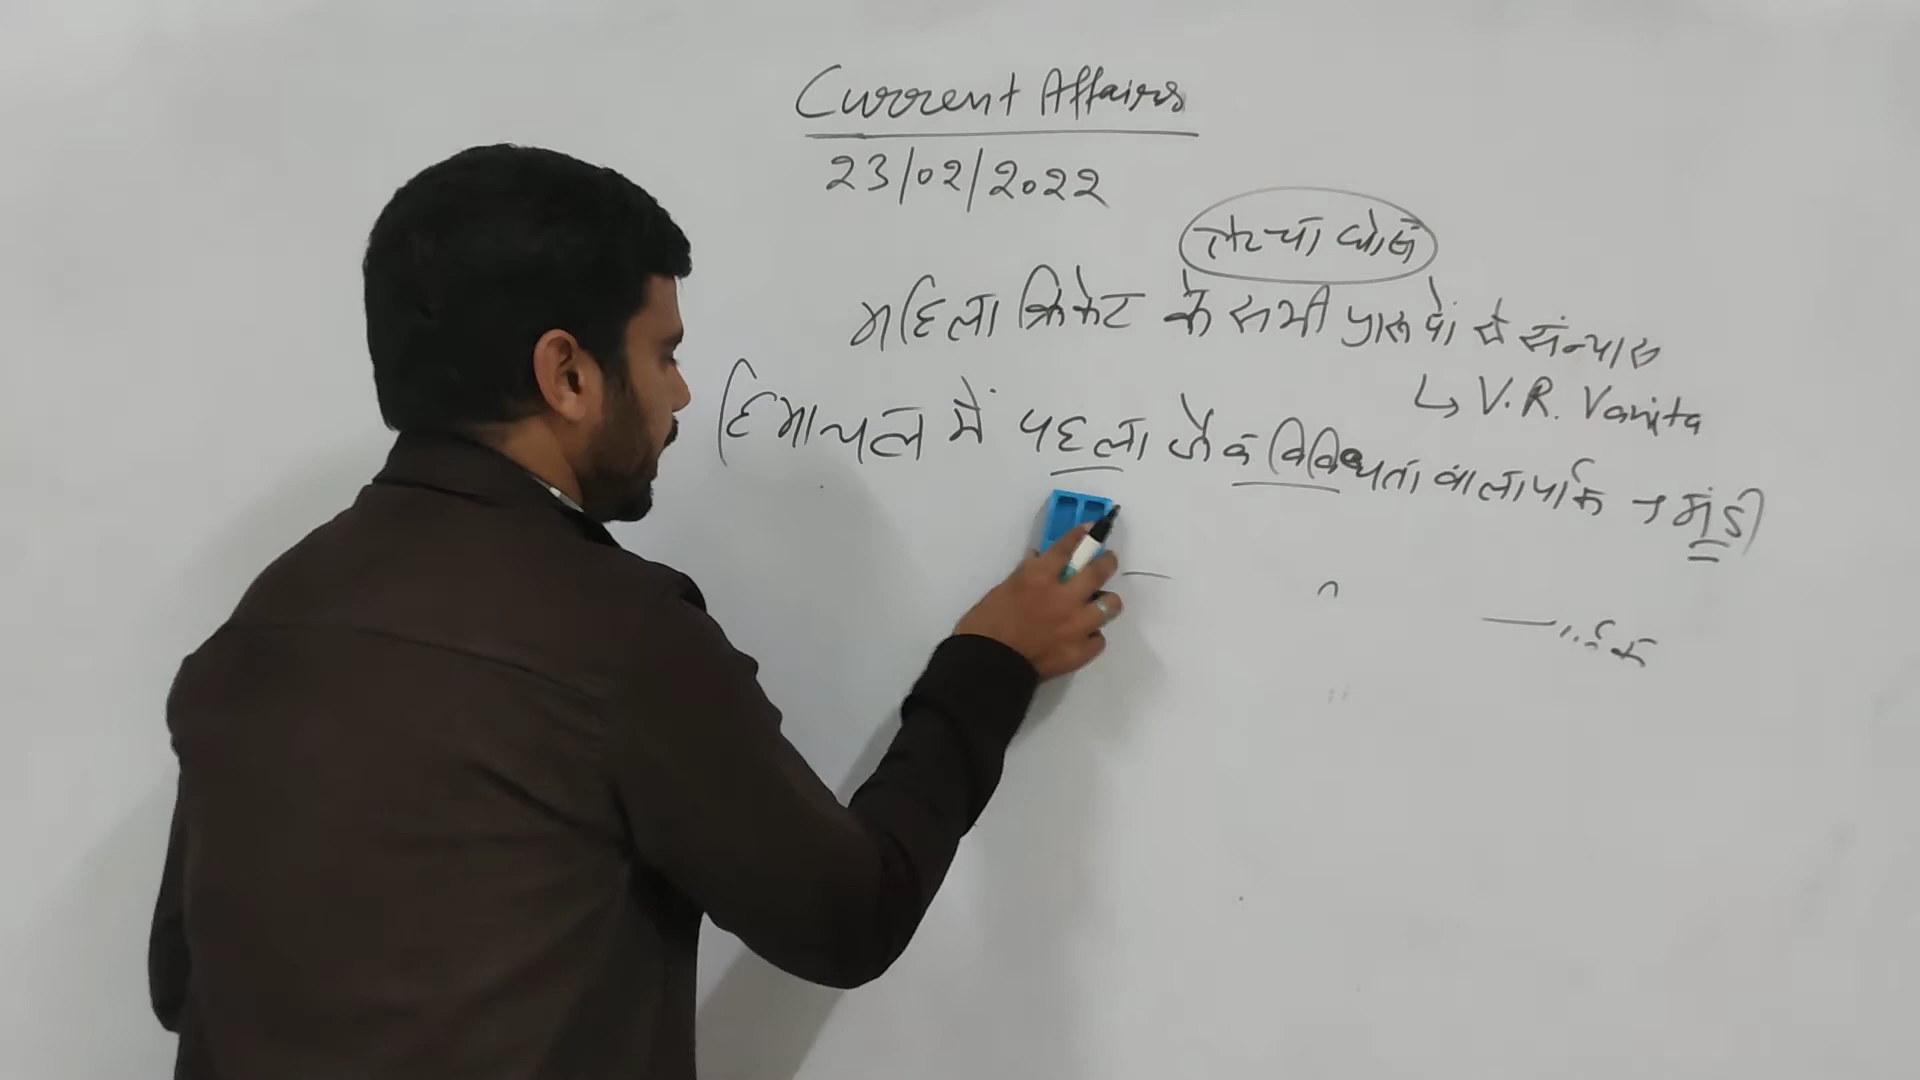 Current Affairs
23/02/2022
महिला क्रिकेट के सभी प्रारूपों से संन्यास
↳ V.R. Vanita
हिमाचल में पहला जैव विविधता वाला पार्क → मंडी